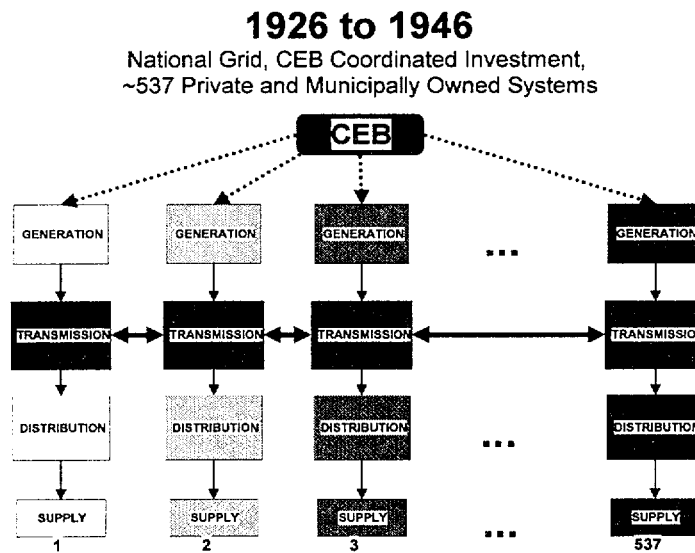 1926 to 1946
National Grid, CEB Coordinated Investment,
~537 Private and Municipally Owned Systems
CEB
GENERATION GENERATION GENERATION ... GENERATION
TRANSMISSION TRANSMISSION TRANSMISSION TRANSMISSION
DISTRIBUTION DISTRIBUTION DISTRIBUTION ... DISTRIBUTION
SUPPLY SUPPLY SUPPLY ... SUPPLY
1 2 3 537